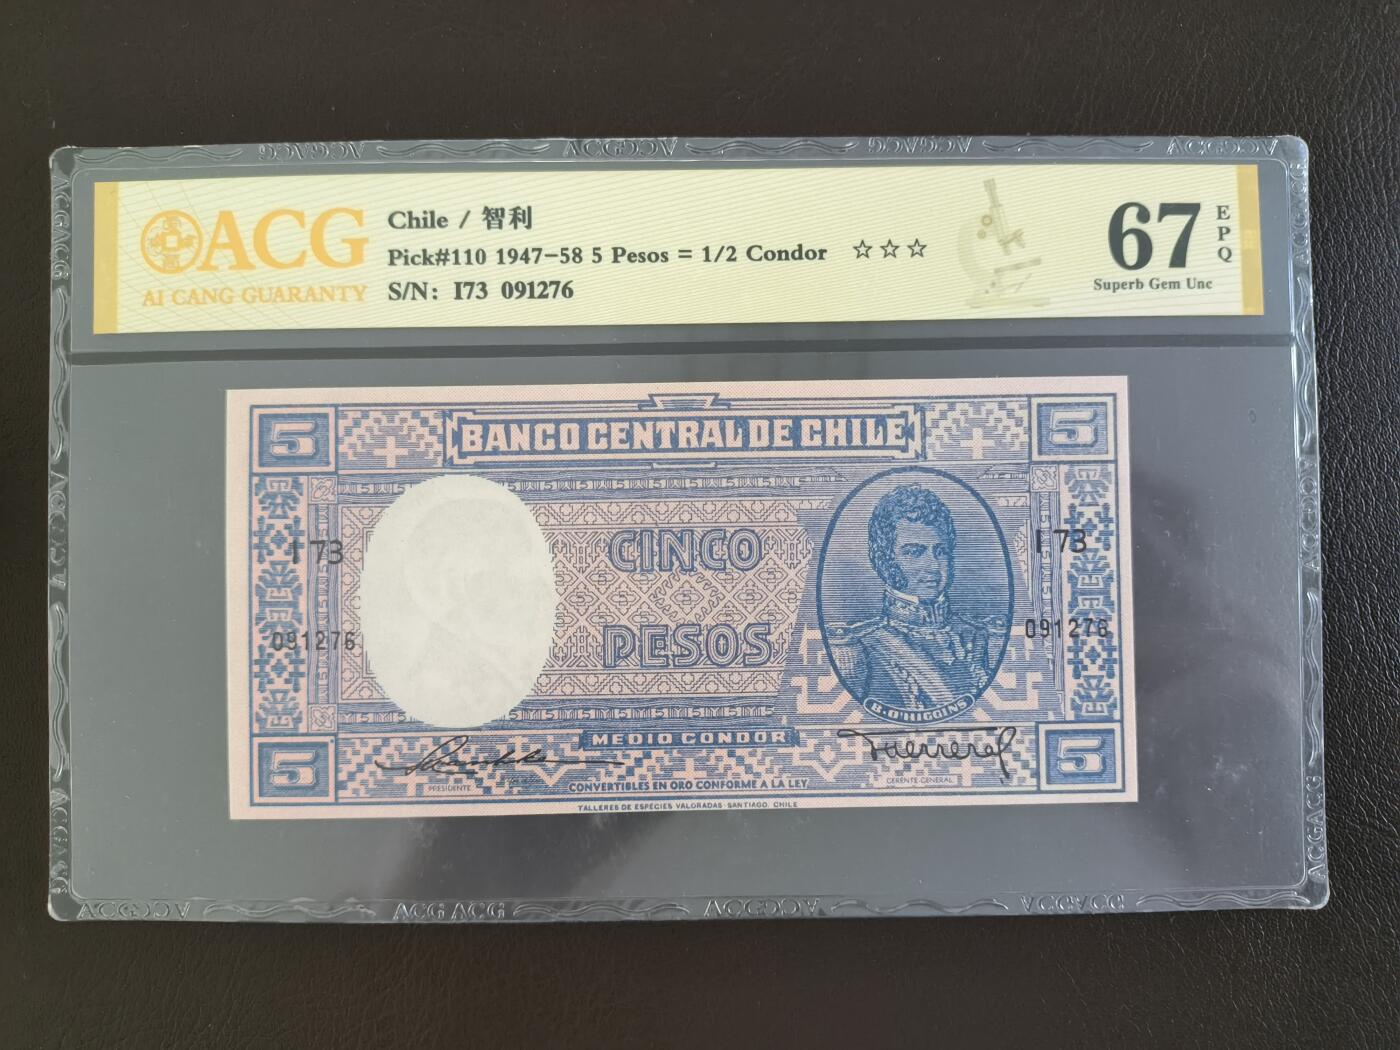 ACG
AI CANG GUARANTY
Chile / 智利
Pick#110 1947-58 5 Pesos = 1/2 Condor ☆☆☆
S/N: I73 091276
67
EPQ
Superb Gem Unc
5
BANCO CENTRAL DE CHILE
5
I 73
I 73
CINCO
PESOS
091276
091276
B. O'HIGGINS
MEDIO CONDOR
5
5
PRESIDENTE
GERENTE-GENERAL
CONVERTIBLES EN ORO CONFORME A LA LEY
TALLERES DE ESPECIES VALORADAS-SANTIAGO. CHILE